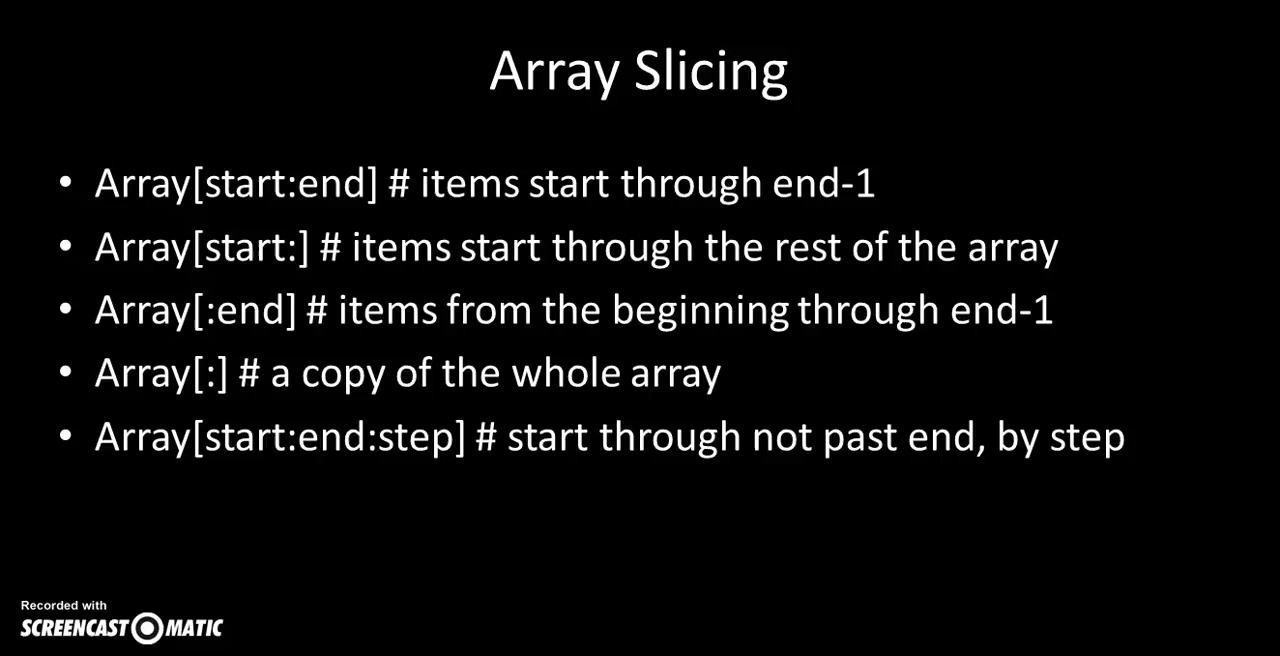 Array Slicing
• Array[start:end] # items start through end-1
• Array[start:] # items start through the rest of the array
• Array[:end] # items from the beginning through end-1
• Array[:] # a copy of the whole array
• Array[start:end:step] # start through not past end, by step
Recorded with
SCREENCAST MATIC